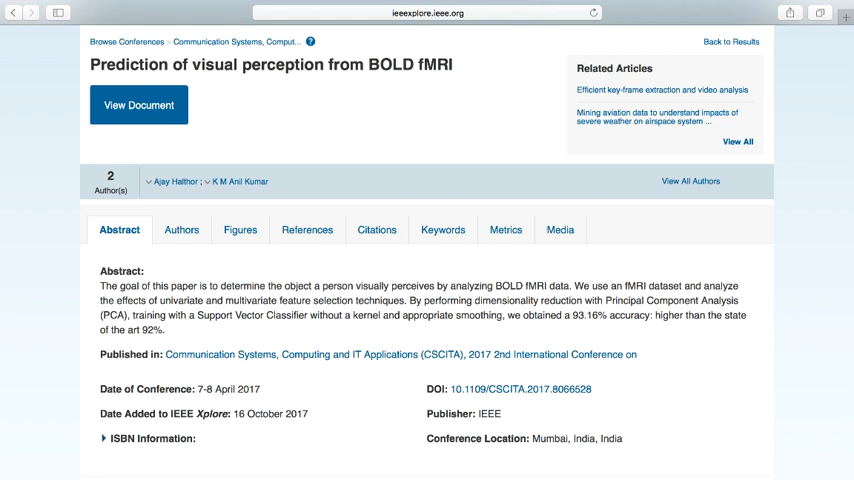 ieeexplore.ieee.org
Browse Conferences > Communication Systems, Comput... ?
Back to Results
Prediction of visual perception from BOLD fMRI
View Document
Related Articles
Efficient key-frame extraction and video analysis
Mining aviation data to understand impacts of
severe weather on airspace system ...
View All
2
Author(s)
Ajay Halthor ; K M Anil Kumar
View All Authors
Abstract Authors Figures References Citations Keywords Metrics Media
Abstract:
The goal of this paper is to determine the object a person visually perceives by analyzing BOLD fMRI data. We use an fMRI dataset and analyze
the effects of univariate and multivariate feature selection techniques. By performing dimensionality reduction with Principal Component Analysis
(PCA), training with a Support Vector Classifier without a kernel and appropriate smoothing, we obtained a 93.16% accuracy: higher than the state
of the art 92%.
Published in: Communication Systems, Computing and IT Applications (CSCITA), 2017 2nd International Conference on
Date of Conference: 7-8 April 2017
DOI: 10.1109/CSCITA.2017.8066528
Date Added to IEEE Xplore: 16 October 2017
Publisher: IEEE
ISBN Information:
Conference Location: Mumbai, India, India